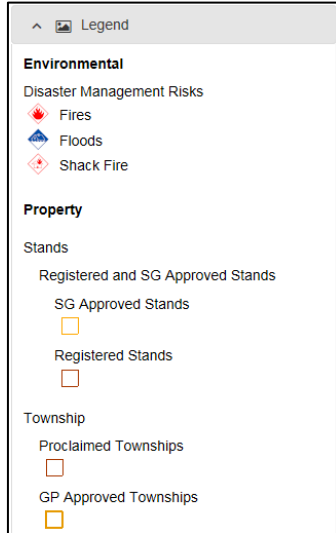 Legend
Environmental
Disaster Management Risks
Fires
Floods
Shack Fire
Property
Stands
Registered and SG Approved Stands
SG Approved Stands
Registered Stands
Township
Proclaimed Townships
GP Approved Townships